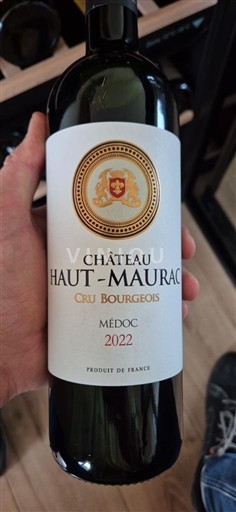 CHÂTEAU
HAUT-MAURAC
CRU BOURGEOIS
MÉDOC
2022
PRODUIT DE FRANCE